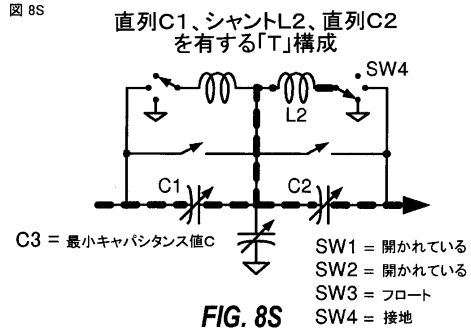 図 8S
直列C1、シャントL2、直列C2
を有する「T」構成
SW4
L2
C1
C2
C3 = 最小キャパシタンス値C
SW1 = 開かれている
SW2 = 開かれている
SW3 = フロート
SW4 = 接地
FIG. 8S